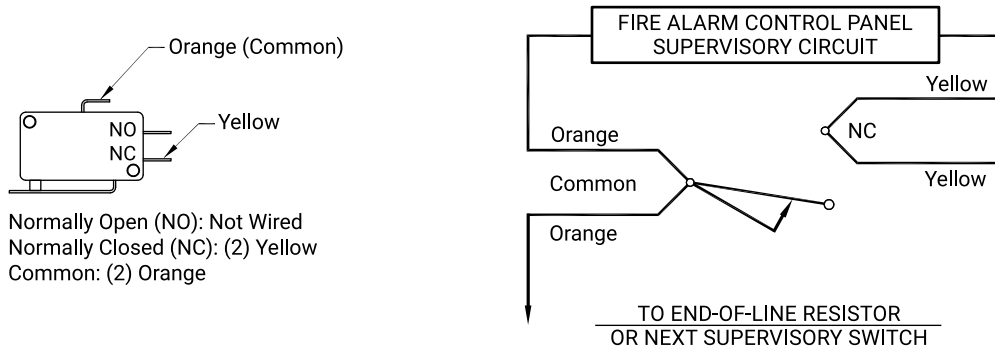 Orange (Common)
NO
NC
Yellow
Normally Open (NO): Not Wired
Normally Closed (NC): (2) Yellow
Common: (2) Orange
FIRE ALARM CONTROL PANEL
SUPERVISORY CIRCUIT
Yellow
Orange
NC
Common
Yellow
Orange
TO END-OF-LINE RESISTOR
OR NEXT SUPERVISORY SWITCH